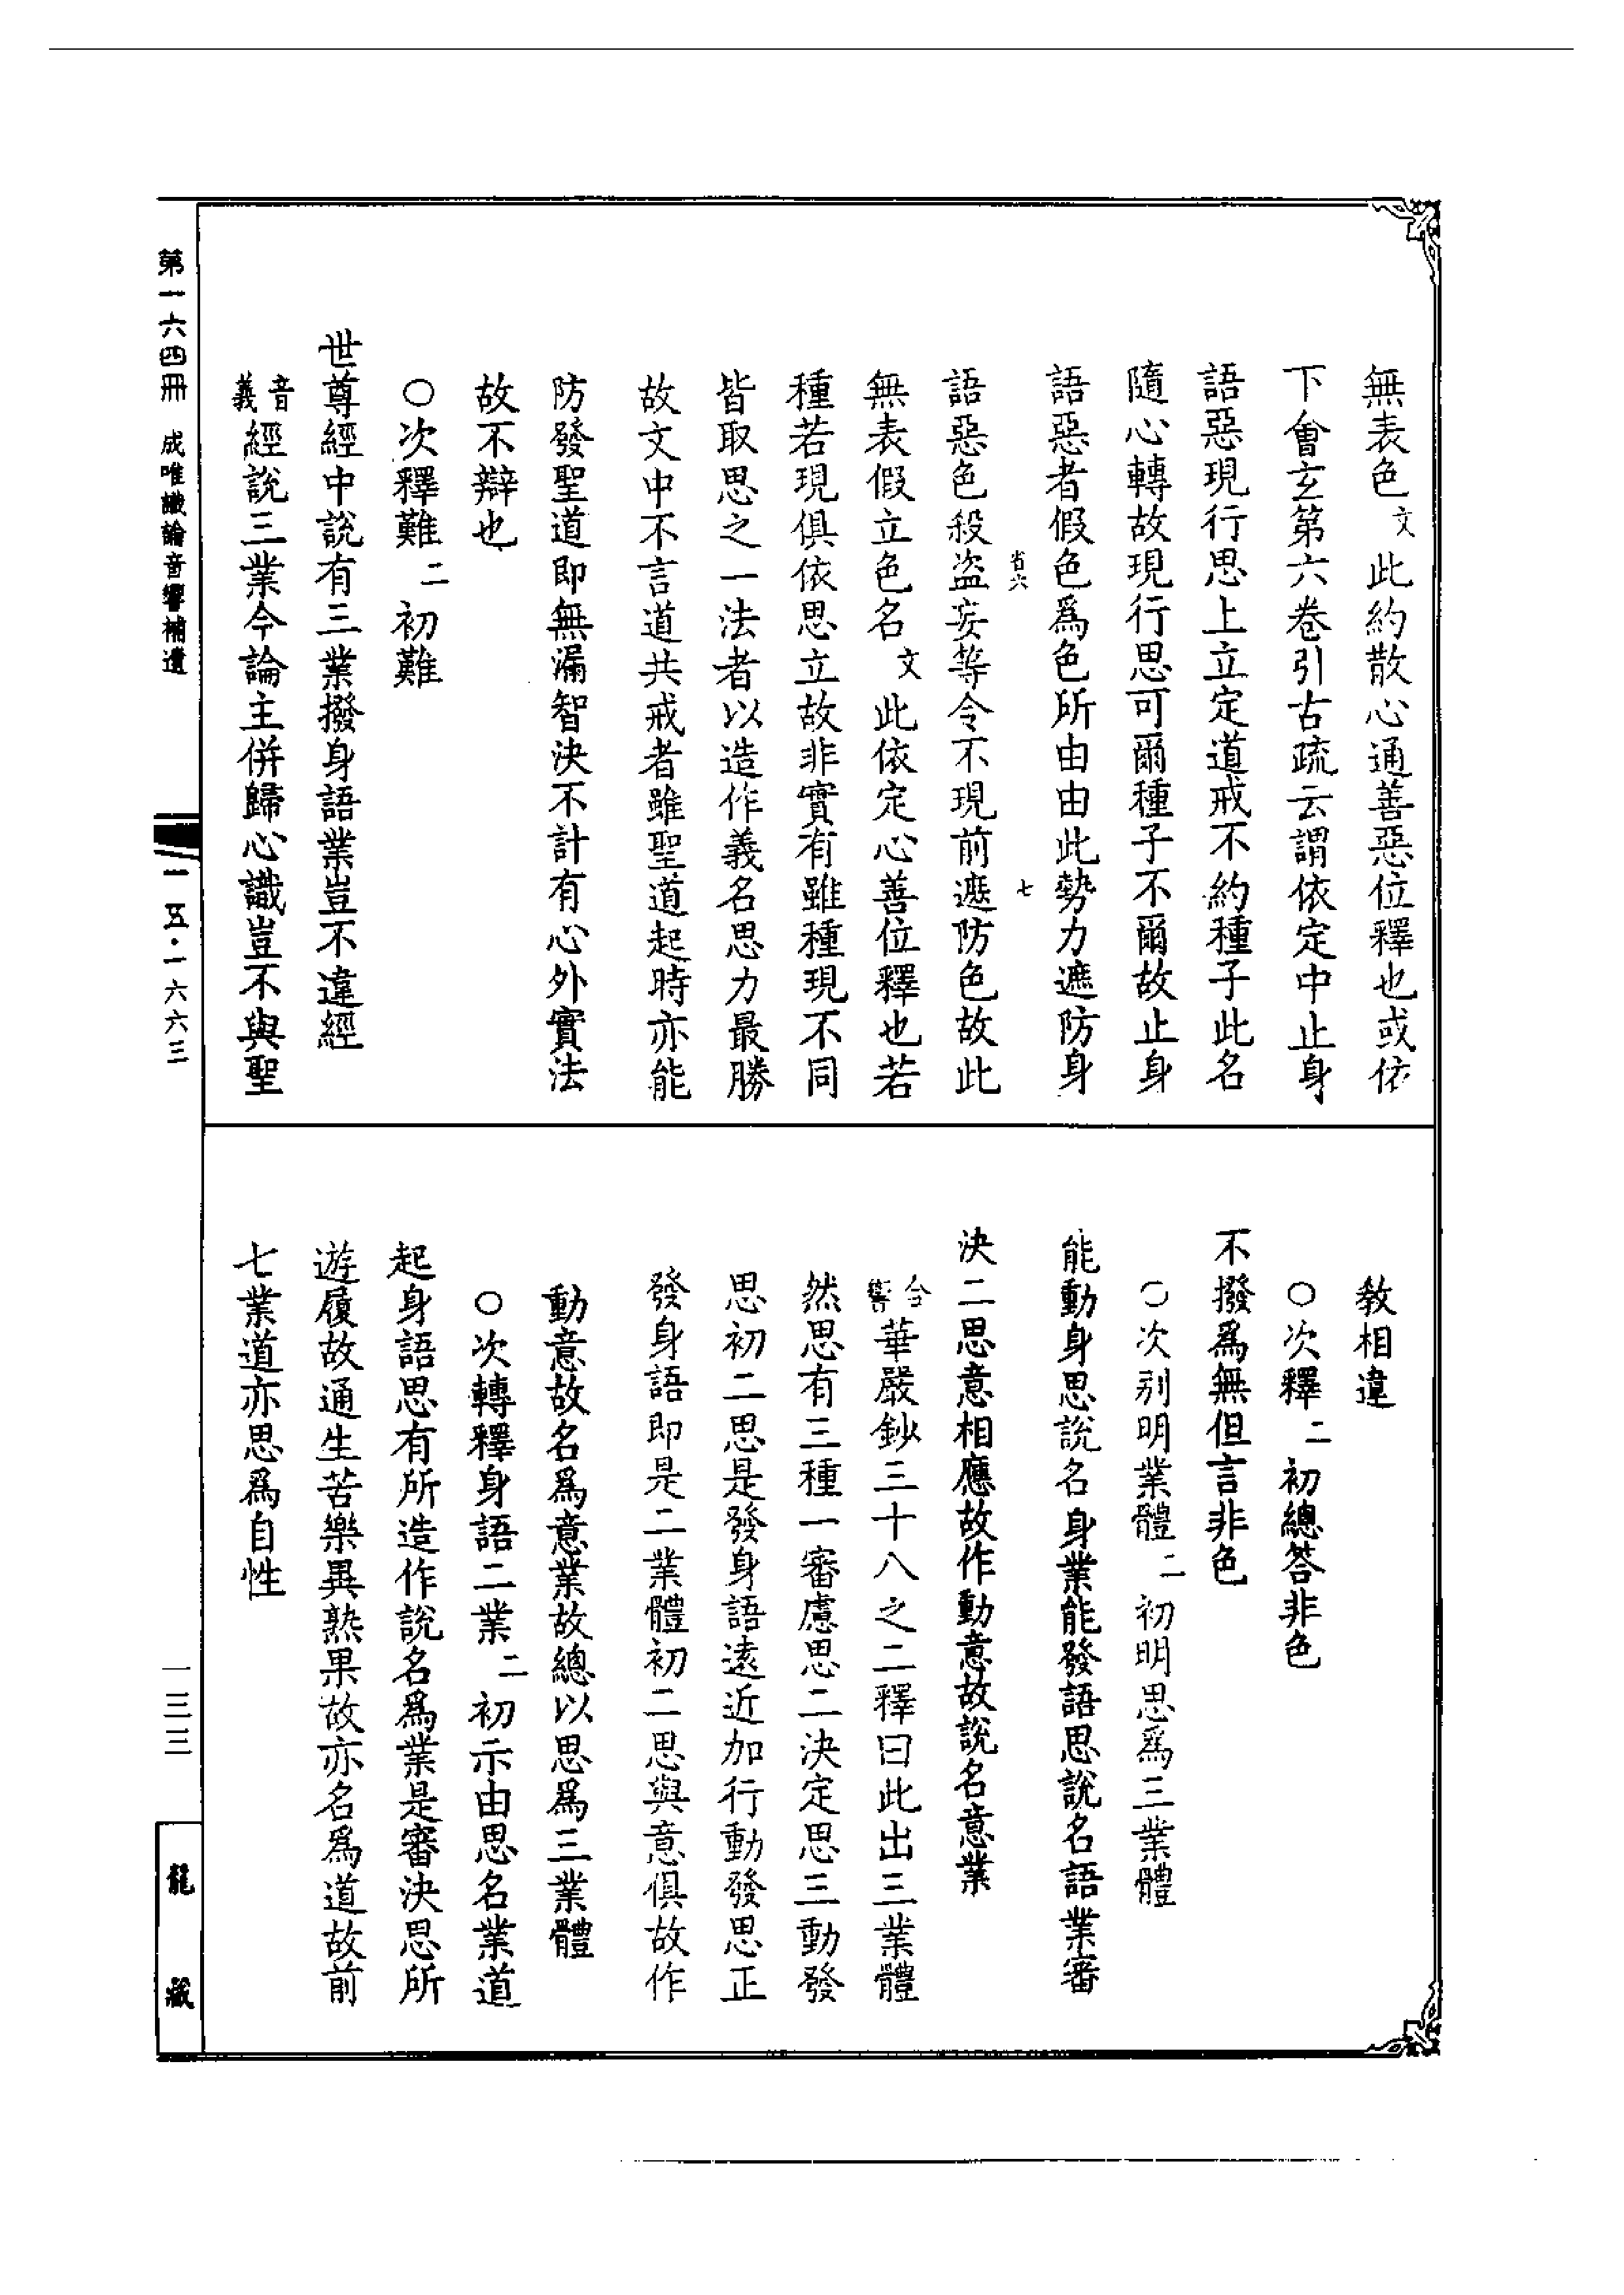 無表色文此約散心通善惡位釋也或依
下會玄第六卷引古疏云謂依定中止身
語惡現行思上立定道戒不約種子此名
隨心轉故現行思可爾種子不爾故止身
語惡者假色爲色所由由此勢力遮防身
省六
七
語惡色殺盜妄等令不現前遮防色故此
無表假立色名文此依定心善位釋也若
種若現俱依思立故非實有雖種現不同
皆取思之一法者以造作義名思力最勝
故文中不言道共戒者雖聖道起時亦能
防發聖道即無漏智決不計有心外實法
故不辯也
○次釋難二初難
世尊經中說有三業撥身語業豈不違經
音義經說三業今論主併歸心識豈不與聖
教相違
○次釋二初總答非色
不撥爲無但言非色
○次別明業體二初明思爲三業體
能動身思說名身業能發語思說名語業審
決二思意相應故作動意故說名意業
合響華嚴鈔三十八之二釋曰此出三業體
然思有三種一審慮思二決定思三動發
思初二思是發身語遠近加行動發思正
發身語即是二業體初二思與意俱故作
動意故名爲意業故總以思爲三業體
○次轉釋身語二業二初示由思名業道
起身語思有所造作說名爲業是審決思所
遊履故通生苦樂異熟果故亦名爲道故前
七業道亦思爲自性
第一六四冊 成唯識論音響補遺
一一五·一六六三
一三三
龍藏